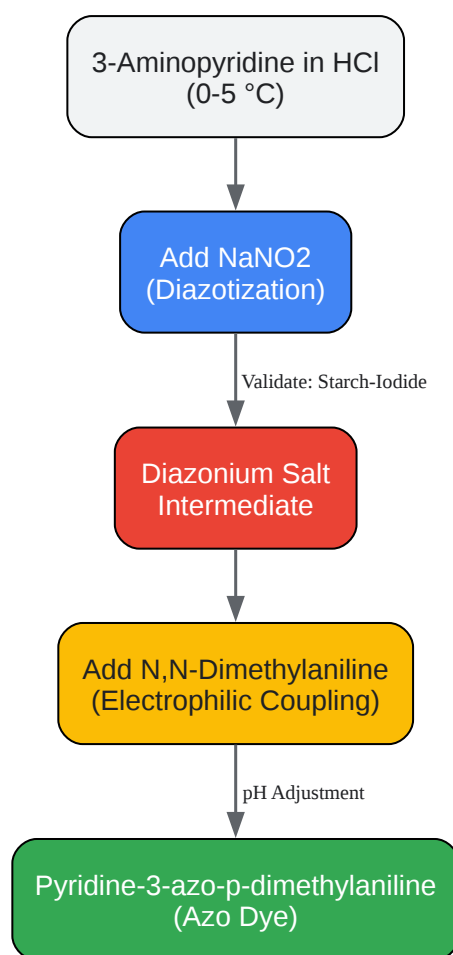 3-Aminopyridine in HCl
(0-5 °C)
Add NaNO2
(Diazotization)
Validate: Starch-Iodide
Diazonium Salt
Intermediate
Add N,N-Dimethylaniline
(Electrophilic Coupling)
pH Adjustment
Pyridine-3-azo-p-dimethylaniline
(Azo Dye)